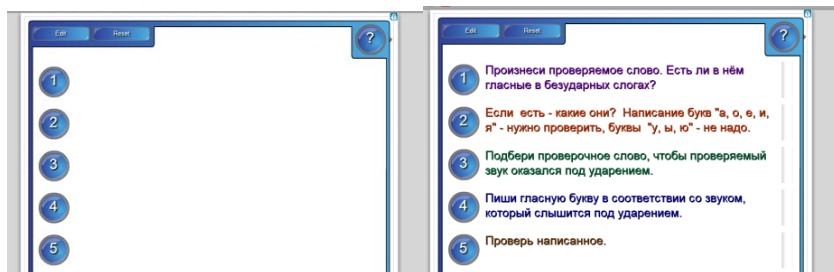 Edit Reset ?
1
2
3
4
5
Edit Reset ?
1 Произнеси проверяемое слово. Есть ли в нём
гласные в безударных слогах?
2 Если есть - какие они? Написание букв "а, о, е, и,
я" - нужно проверить, буквы "у, ы, ю" - не надо.
3 Подбери проверочное слово, чтобы проверяемый
звук оказался под ударением.
4 Пиши гласную букву в соответствии со звуком,
который слышится под ударением.
5 Проверь написанное.